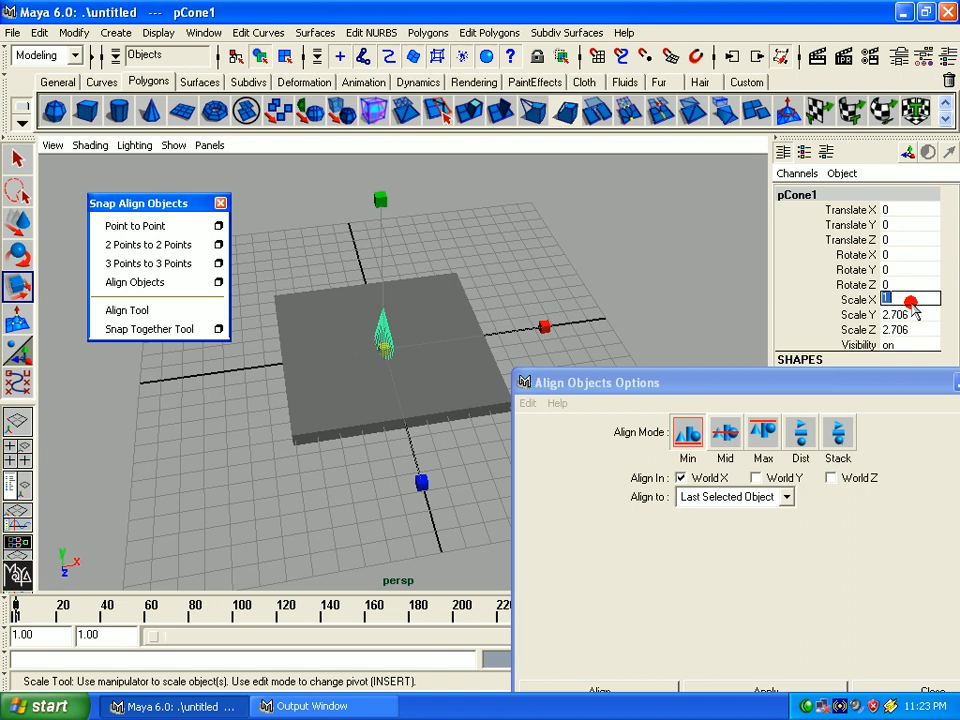 Maya 6.0: .\untitled --- pCone1
File Edit Modify Create Display Window Edit Curves Surfaces Edit NURBS Polygons Edit Polygons Subdiv Surfaces Help
Modeling Objects
General Curves Polygons Surfaces Subdivs Deformation Animation Dynamics Rendering PaintEffects Cloth Fluids Fur Hair Custom
View Shading Lighting Show Panels
Channels Object
pCone1
Translate X 0
Translate Y 0
Translate Z 0
Rotate X 0
Rotate Y 0
Rotate Z 0
Scale X 1
Scale Y 2.706
Scale Z 2.706
Visibility on
SHAPES
Snap Align Objects
Point to Point
2 Points to 2 Points
3 Points to 3 Points
Align Objects
Align Tool
Snap Together Tool
Align Objects Options
Edit Help
Align Mode :
Min Mid Max Dist Stack
Align In : World X World Y World Z
Align to : Last Selected Object
y
x
z
persp
MAYA
20 40 60 80 100 120 140 160 180 200 220
1.00 1.00
Align Apply Close
Scale Tool: Use manipulator to scale object(s). Use edit mode to change pivot (INSERT).
start Maya 6.0: .\untitled ... Output Window 11:23 PM